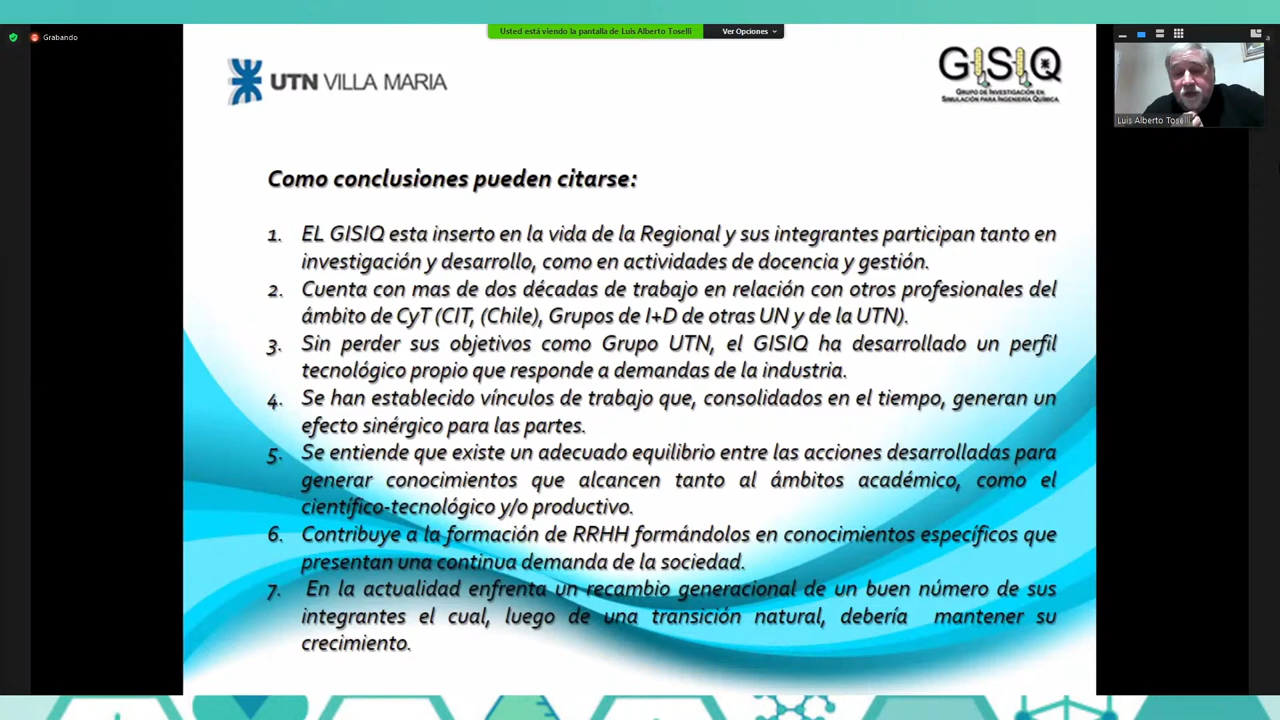 Grabando
Usted está viendo la pantalla de Luis Alberto Toselli
Ver Opciones
UTN VILLA MARIA
GISIQ
GRUPO DE INVESTIGACIÓN EN
SIMULACIÓN PARA INGENIERÍA QUÍMICA
Luis Alberto Toselli
Como conclusiones pueden citarse:
1. EL GISIQ esta inserto en la vida de la Regional y sus integrantes participan tanto en
investigación y desarrollo, como en actividades de docencia y gestión.
2. Cuenta con mas de dos décadas de trabajo en relación con otros profesionales del
ámbito de CyT (CIT, (Chile), Grupos de I+D de otras UN y de la UTN).
3. Sin perder sus objetivos como Grupo UTN, el GISIQ ha desarrollado un perfil
tecnológico propio que responde a demandas de la industria.
4. Se han establecido vínculos de trabajo que, consolidados en el tiempo, generan un
efecto sinérgico para las partes.
5. Se entiende que existe un adecuado equilibrio entre las acciones desarrolladas para
generar conocimientos que alcancen tanto al ámbitos académico, como el
científico-tecnológico y/o productivo.
6. Contribuye a la formación de RRHH formándolos en conocimientos específicos que
presentan una continua demanda de la sociedad.
7. En la actualidad enfrenta un recambio generacional de un buen número de sus
integrantes el cual, luego de una transición natural, debería mantener su
crecimiento.